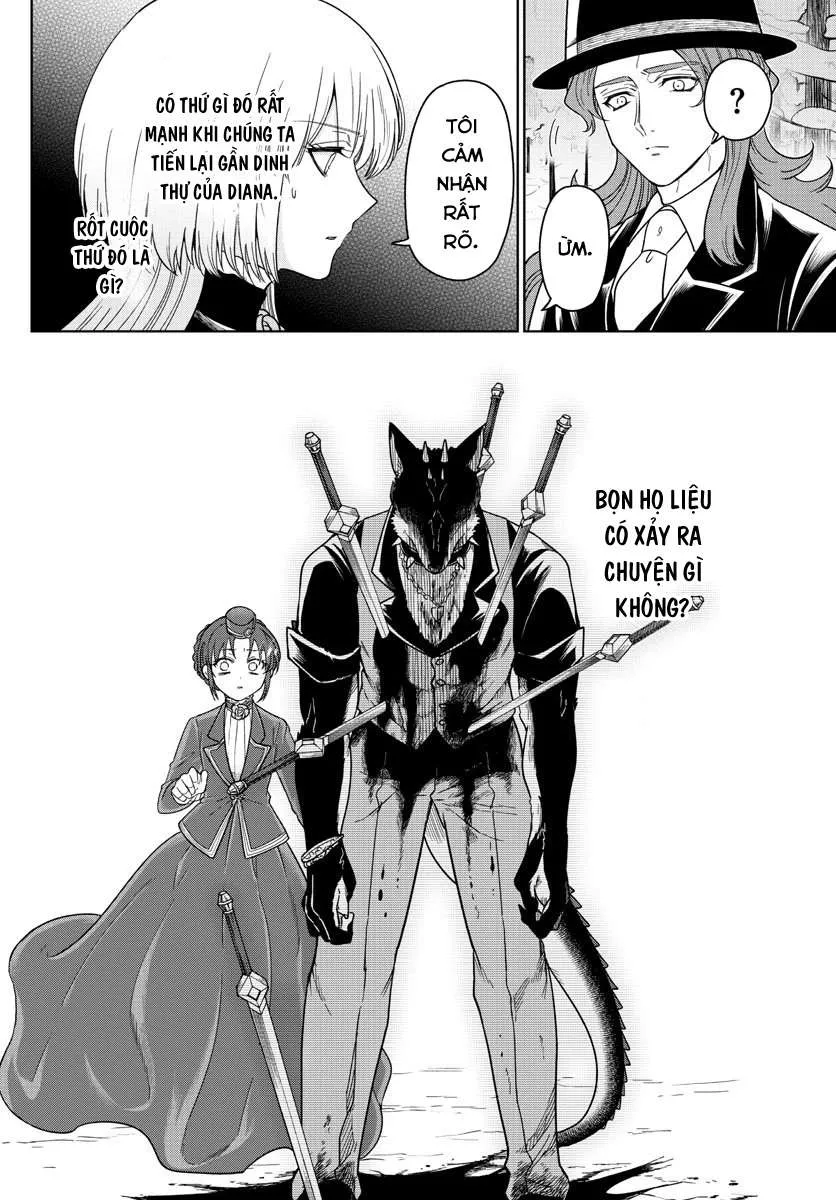 ?
ỪM.
TÔI
CẢM
NHẬN
RẤT
RÕ.
CÓ THỨ GÌ ĐÓ RẤT
MẠNH KHI CHÚNG TA
TIẾN LẠI GẦN DINH
THỰ CỦA DIANA.
RỐT CUỘC
THỨ ĐÓ LÀ
GÌ?
BỌN HỌ LIỆU
CÓ XẢY RA
CHUYỆN GÌ
KHÔNG?